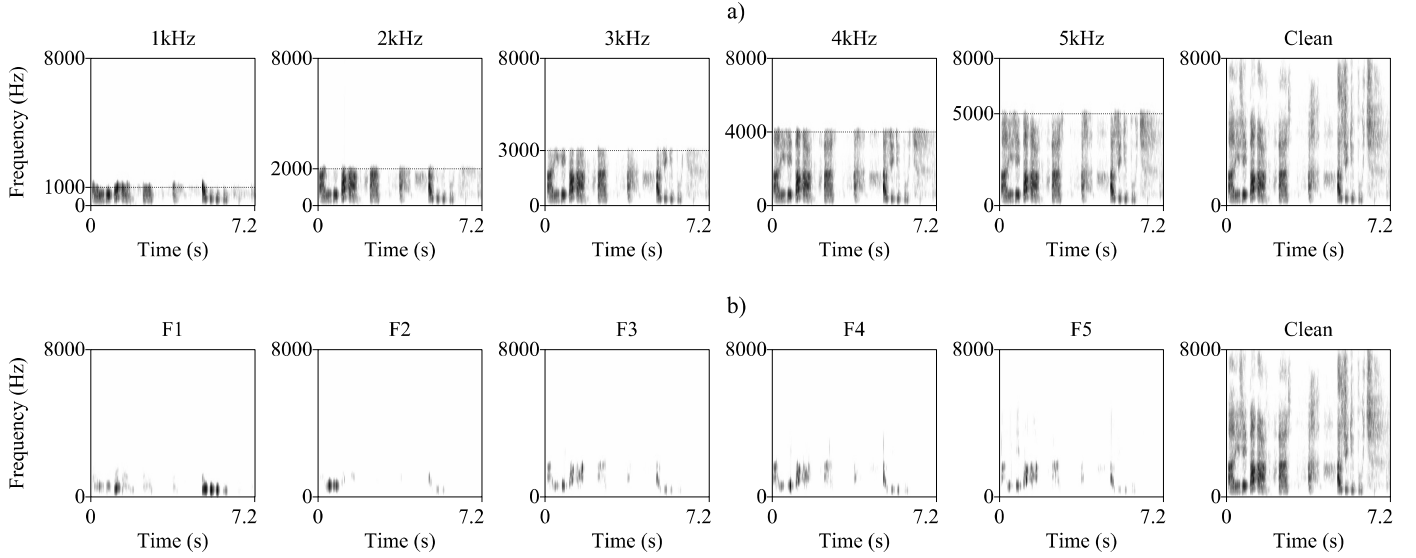 a)
1kHz 2kHz 3kHz 4kHz 5kHz Clean
Frequency (Hz)
8000 8000 8000 8000 8000 8000
1000 2000 3000 4000 5000
0 0 0 0 0 0
0 7.2 0 7.2 0 7.2 0 7.2 0 7.2 0 7.2
Time (s) Time (s) Time (s) Time (s) Time (s) Time (s)
b)
F1 F2 F3 F4 F5 Clean
Frequency (Hz)
8000 8000 8000 8000 8000 8000
0 0 0 0 0 0
0 7.2 0 7.2 0 7.2 0 7.2 0 7.2 0 7.2
Time (s) Time (s) Time (s) Time (s) Time (s) Time (s)